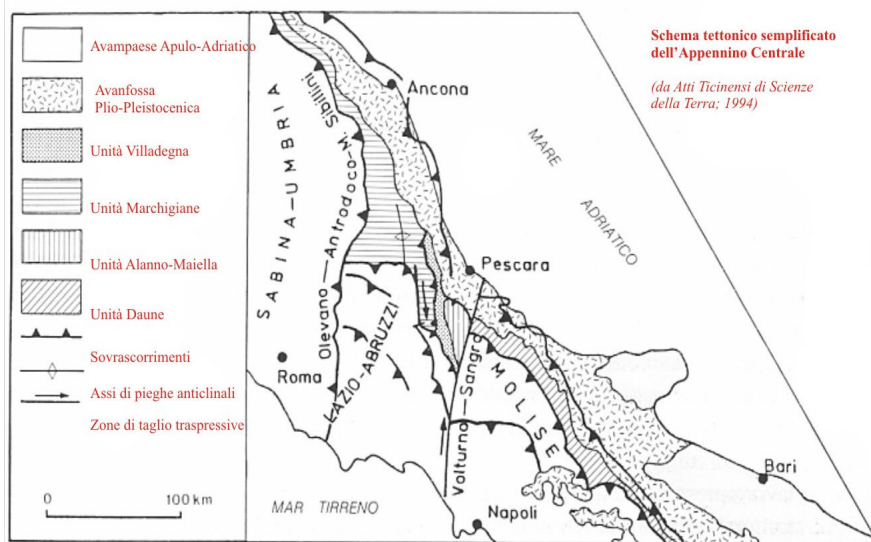 Schema tettonico semplificato
dell'Appennino Centrale
(da Atti Ticinensi di Scienze
della Terra; 1994)
Avampaese Apulo-Adriatico
Avanfossa
Plio-Pleistocenica
Unità Villadegna
Unità Marchigiane
Unità Alanno-Maiella
Unità Daune
Sovrascorrimenti
Assi di pieghe anticlinali
Zone di taglio traspressive
0 100 km
SABINA-UMBRIA
Olevano-Antrodoco-M. Sibillini
Ancona
MARE
ADRIATICO
Pescara
Roma
LAZIO-ABRUZZI
Volturno-Sangro
MOLISE
Bari
MAR TIRRENO
Napoli